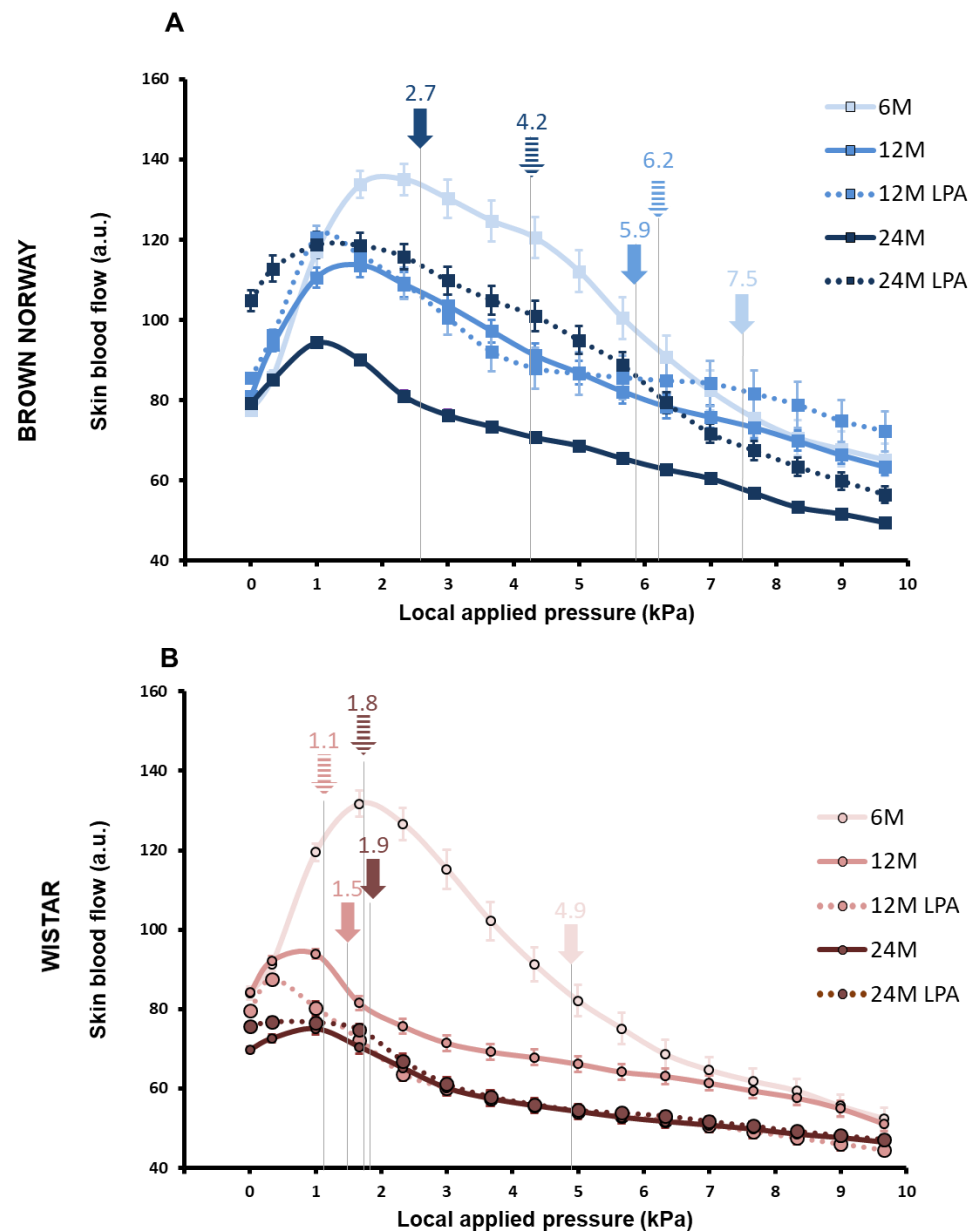 A
BROWN NORWAY
Skin blood flow (a.u.)
160
140
120
100
80
60
40
2.7
4.2
6.2
5.9
7.5
6M
12M
12M LPA
24M
24M LPA
0 1 2 3 4 5 6 7 8 9 10
Local applied pressure (kPa)
B
WISTAR
Skin blood flow (a.u.)
160
140
120
100
80
60
40
1.8
1.1
1.9
1.5
4.9
6M
12M
12M LPA
24M
24M LPA
0 1 2 3 4 5 6 7 8 9 10
Local applied pressure (kPa)